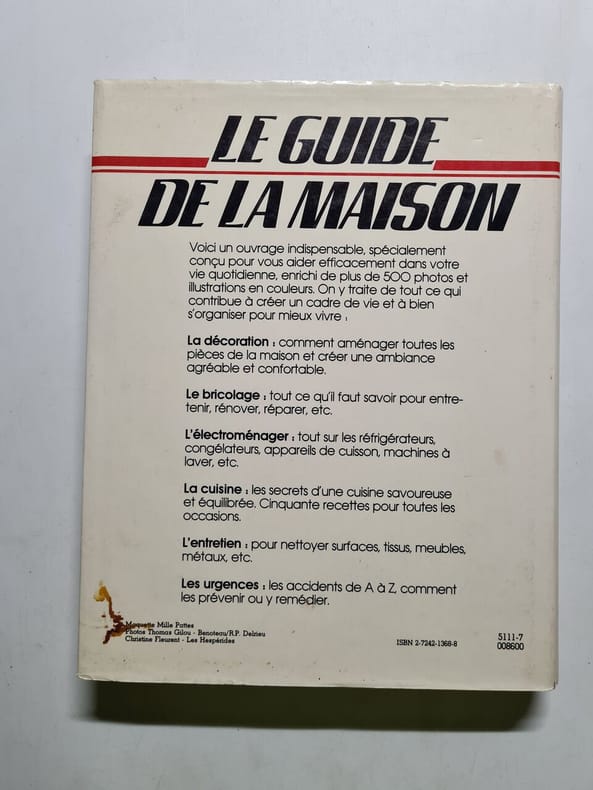 LE GUIDE
DE LA MAISON
Voici un ouvrage indispensable, spécialement
conçu pour vous aider efficacement dans votre
vie quotidienne, enrichi de plus de 500 photos et
illustrations en couleurs. On y traite de tout ce qui
contribue à créer un cadre de vie et à bien
s'organiser pour mieux vivre :
La décoration : comment aménager toutes les
pièces de la maison et créer une ambiance
agréable et confortable.
Le bricolage : tout ce qu'il faut savoir pour entre-
tenir, rénover, réparer, etc.
L'électroménager : tout sur les réfrigérateurs,
congélateurs, appareils de cuisson, machines à
laver, etc.
La cuisine : les secrets d'une cuisine savoureuse
et équilibrée. Cinquante recettes pour toutes les
occasions.
L'entretien : pour nettoyer surfaces, tissus, meubles,
métaux, etc.
Les urgences : les accidents de A à Z, comment
les prévenir ou y remédier.
Maquette Mille Pattes
Photos Thomas Gilou - Benoteau/R.P. Delrieu
Christine Fleurent - Les Hespérides
ISBN 2-7242-1368-8
5111-7
008600